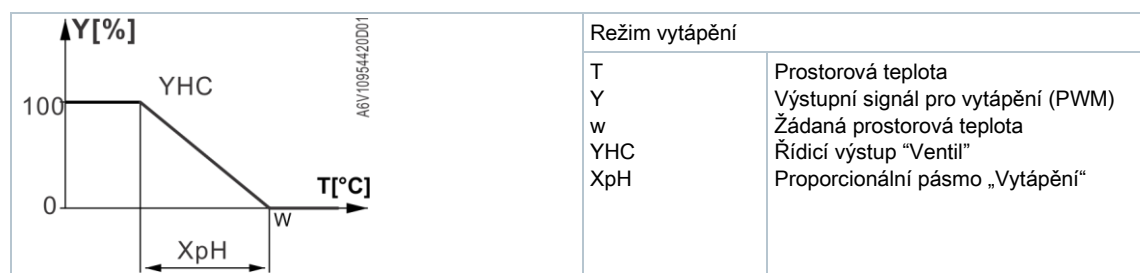 Y[%]
A6V10954420D01
YHC
100
T[°C]
0
w
XpH
Režim vytápění
T Prostorová teplota
Y Výstupní signál pro vytápění (PWM)
w Žádaná prostorová teplota
YHC Řídicí výstup “Ventil”
XpH Proporcionální pásmo „Vytápění“